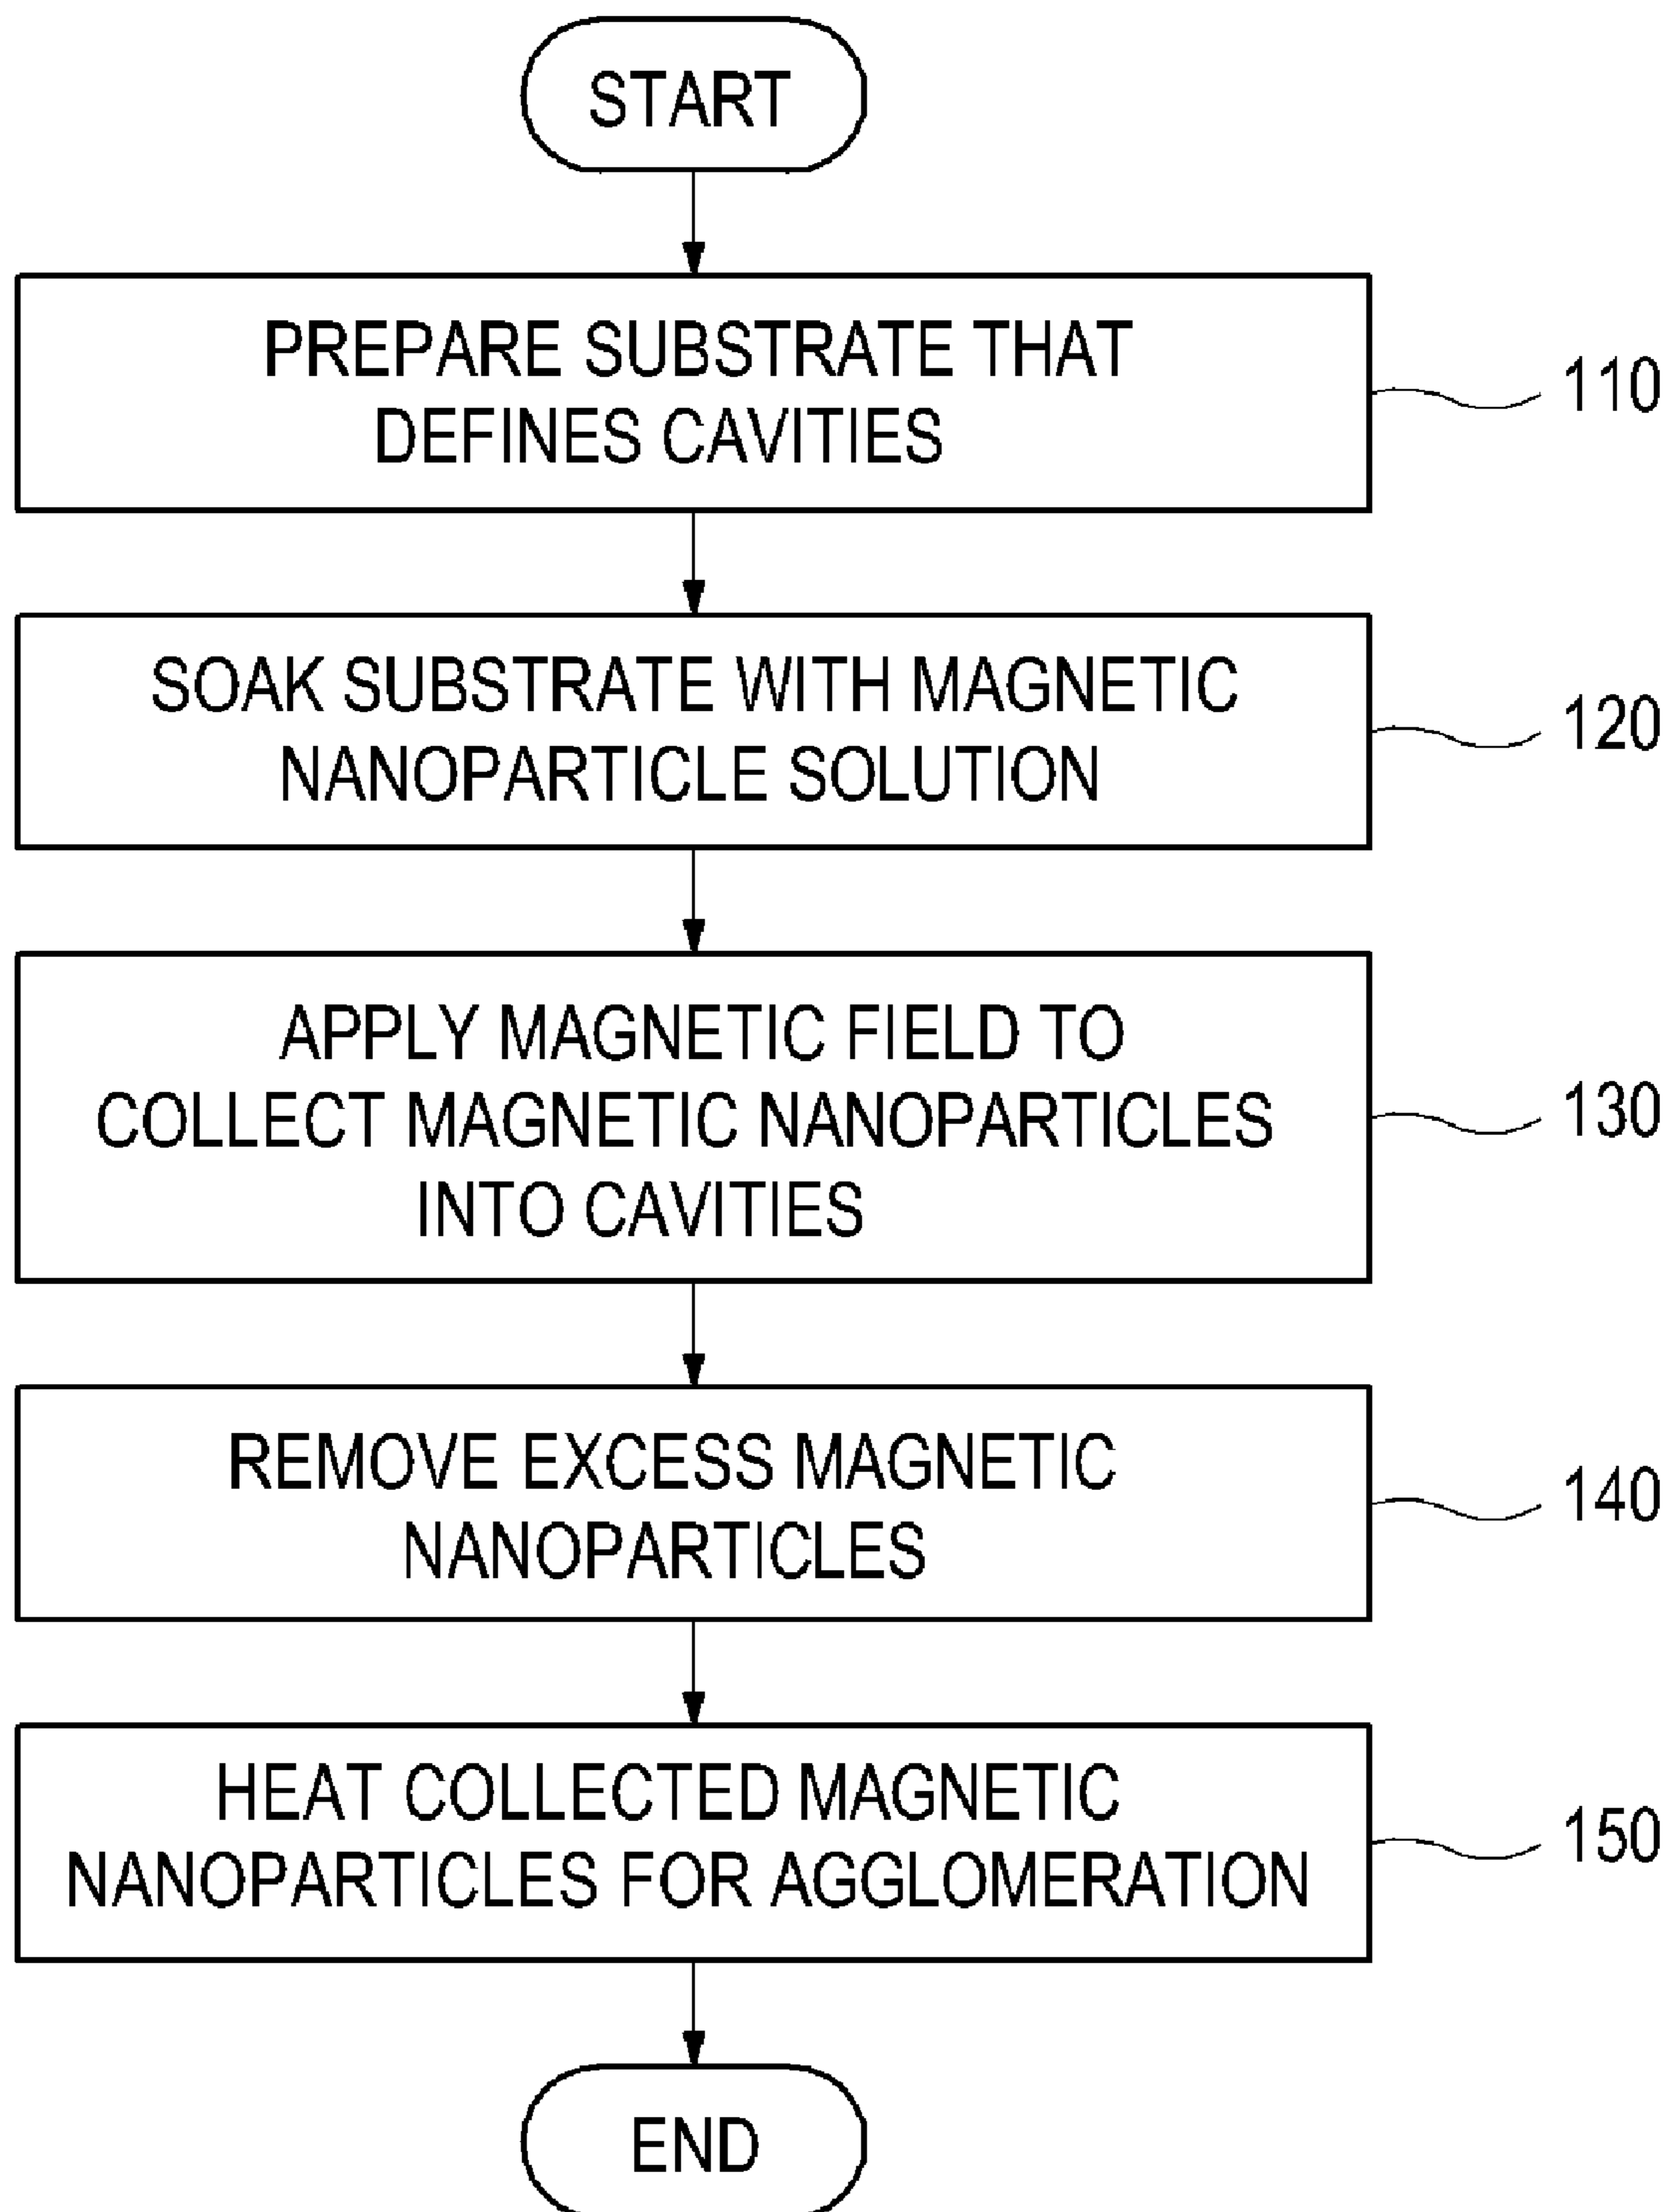 START
PREPARE SUBSTRATE THAT
DEFINES CAVITIES
110
SOAK SUBSTRATE WITH MAGNETIC
NANOPARTICLE SOLUTION
120
APPLY MAGNETIC FIELD TO
COLLECT MAGNETIC NANOPARTICLES
INTO CAVITIES
130
REMOVE EXCESS MAGNETIC
NANOPARTICLES
140
HEAT COLLECTED MAGNETIC
NANOPARTICLES FOR AGGLOMERATION
150
END